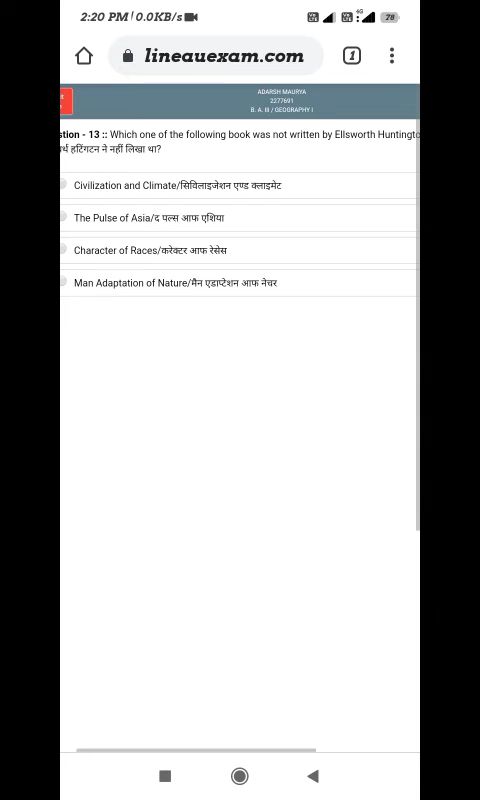 2:20 PM | 0.0KB/s 4G 78
lineauexam.com 1
ADARSH MAURYA
2277691
B. A. III / GEOGRAPHY I
stion - 13 :: Which one of the following book was not written by Ellsworth Huntingto
हटिंगटन ने नहीं लिखा था?
Civilization and Climate/सिविलाइजेशन एण्ड क्लाइमेट
The Pulse of Asia/द पल्स आफ एशिया
Character of Races/करेक्टर आफ रेसेस
Man Adaptation of Nature/मैन एडाप्टेशन आफ नेचर